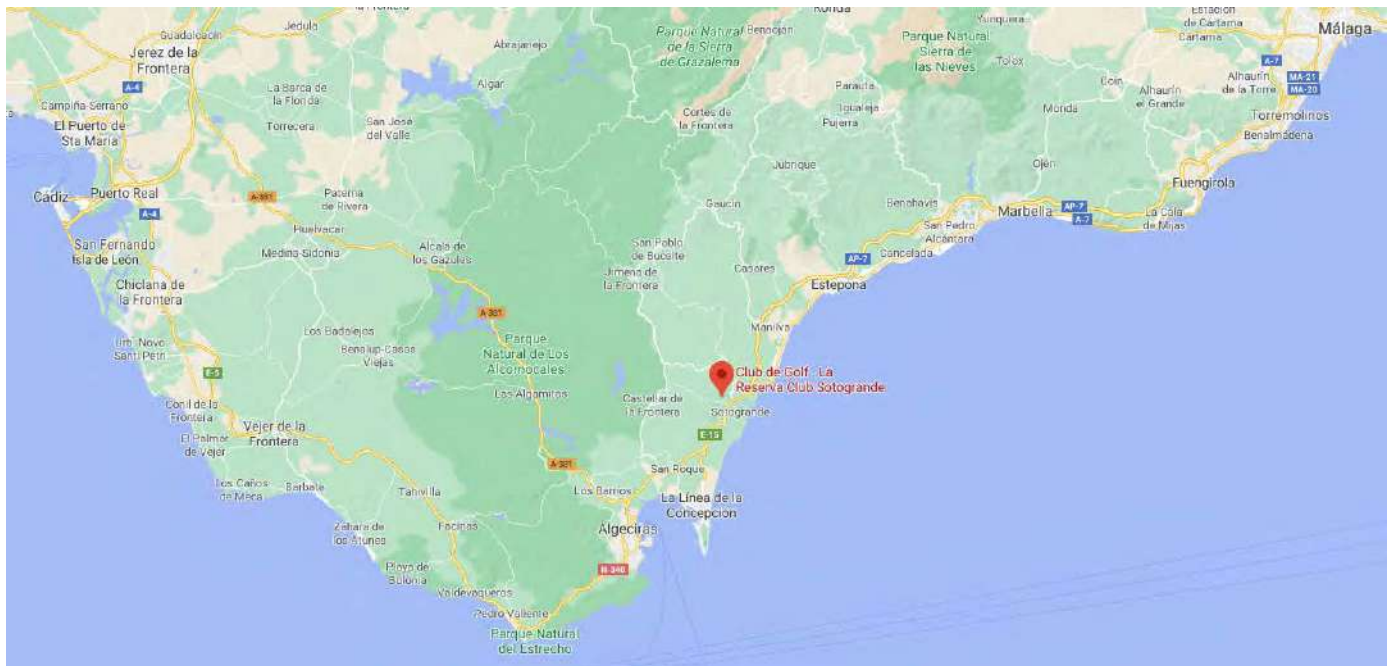 la Frontera
Ronda
Yunquera
Estación
de Cártama
Cártama
Málaga
Guadalcacín
Jedula
Jerez de la
Frontera
A-4
Abrajanejo
Parque Natural
de la Sierra
de Grazalema
Benaoján
Parque Natural
Sierra de
las Nieves
Tolox
A-7
MA-21
MA-20
Campiña-Serrano
La Barca de
la Florida
Algar
Parauta
Coín
Alhaurín
el Grande
Alhaurín
de la Torre
El Puerto de
Sta María
Torrecera
San José
del Valle
Cortes de
la Frontera
Igualeja
Pujerra
Monda
Torremolinos
Benalmádena
Jubrique
Ojén
Cádiz
Puerto Real
A-4
A-381
Paterna
de Rivera
Gaucín
Benahavís
Marbella
AP-7
A-7
Fuengirola
La Cala
de Mijas
San Fernando
Isla de León
Medina-Sidonia
Alcalá de
los Gazules
San Pablo
de Buceite
San Pedro
Alcántara
Cancelada
Chiclana de
la Frontera
Jimena de
la Frontera
Casares
AP-7
Estepona
A-381
Los Badalejos
Manilva
Urb. Novo
Santi Petri
Benalup-Casas
Viejas
Parque
Natural de Los
Alcornocales
E-5
Las Algamitas
Castellar de
la Frontera
Club de Golf - La
Reserva Club Sotogrande
Sotogrande
Conil de la
Frontera
El Palmar
de Vejer
Vejer de la
Frontera
E-15
A-381
San Roque
Los Caños
de Meca
Barbate
Tahivilla
Los Barrios
La Línea de la
Concepción
Zahara de
los Atunes
Facinas
Algeciras
Playa de
Bolonia
N-340
Valdevaqueros
Pedro Valiente
Parque Natural
del Estrecho